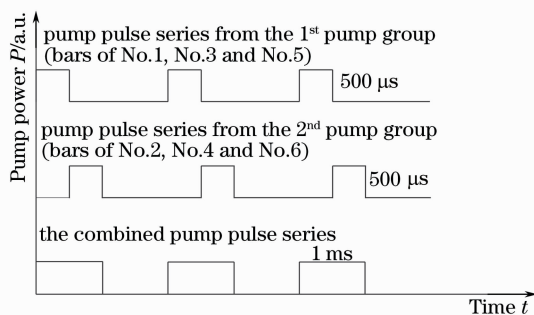 Pump power P/a.u.
pump pulse series from the 1st pump group
(bars of No.1, No.3 and No.5)
500 μs
pump pulse series from the 2nd pump group
(bars of No.2, No.4 and No.6)
500 μs
the combined pump pulse series
1 ms
Time t